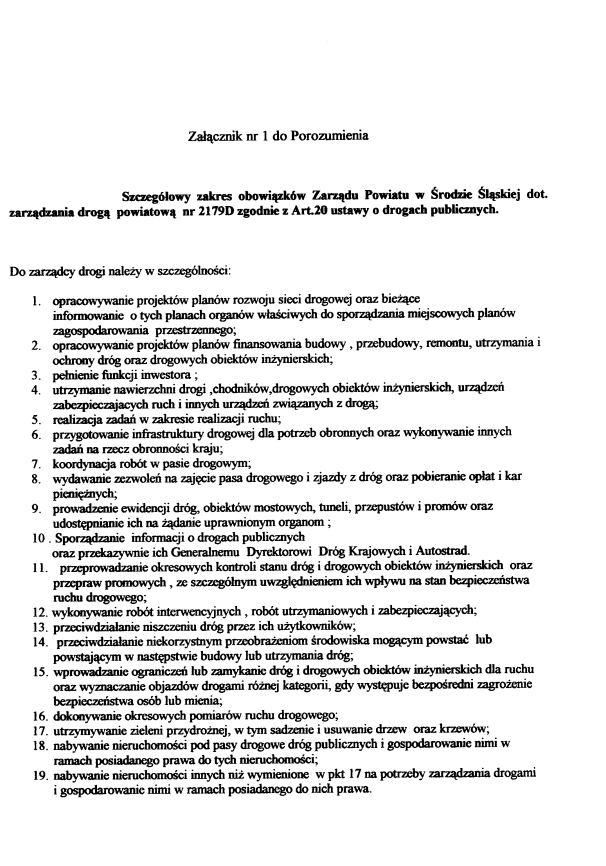 Załącznik nr 1 do Porozumienia
Szczegółowy zakres obowiązków Zarządu Powiatu w Środzie Śląskiej dot.
zarządzania drogą powiatową nr 2179D zgodnie z Art.20 ustawy o drogach publicznych.
Do zarządcy drogi należy w szczególności:
1. opracowywanie projektów planów rozwoju sieci drogowej oraz bieżące
informowanie o tych planach organów właściwych do sporządzania miejscowych planów
zagospodarowania przestrzennego;
2. opracowywanie projektów planów finansowania budowy , przebudowy, remontu, utrzymania i
ochrony dróg oraz drogowych obiektów inżynierskich;
3. pełnienie funkcji inwestora ;
4. utrzymanie nawierzchni drogi ,chodników,drogowych obiektów inżynierskich, urządzeń
zabezpieczajacych ruch i innych urządzeń związanych z drogą;
5. realizacja zadań w zakresie realizacji ruchu;
6. przygotowanie infrastruktury drogowej dla potrzeb obronnych oraz wykonywanie innych
zadań na rzecz obronności kraju;
7. koordynacja robót w pasie drogowym;
8. wydawanie zezwoleń na zajęcie pasa drogowego i zjazdy z dróg oraz pobieranie opłat i kar
pieniężnych;
9. prowadzenie ewidencji dróg, obiektów mostowych, tuneli, przepustów i promów oraz
udostępnianie ich na żądanie uprawnionym organom ;
10 . Sporządzanie informacji o drogach publicznych
oraz przekazywnie ich Generalnemu Dyrektorowi Dróg Krajowych i Autostrad.
11. przeprowadzanie okresowych kontroli stanu dróg i drogowych obiektów inżynierskich oraz
przepraw promowych , ze szczególnym uwzględnieniem ich wpływu na stan bezpieczeństwa
ruchu drogowego;
12. wykonywanie robót interwencyjnych , robót utrzymaniowych i zabezpieczających;
13. przeciwdziałanie niszczeniu dróg przez ich użytkowników;
14. przeciwdziałanie niekorzystnym przeobrażeniom środowiska mogącym powstać lub
powstającym w następstwie budowy lub utrzymania dróg;
15. wprowadzanie ograniczeń lub zamykanie dróg i drogowych obiektów inżynierskich dla ruchu
oraz wyznaczanie objazdów drogami różnej kategorii, gdy występuje bezpośredni zagrożenie
bezpieczeństwa osób lub mienia;
16. dokonywanie okresowych pomiarów ruchu drogowego;
17. utrzymywanie zieleni przydrożnej, w tym sadzenie i usuwanie drzew oraz krzewów;
18. nabywanie nieruchomości pod pasy drogowe dróg publicznych i gospodarowanie nimi w
ramach posiadanego prawa do tych nieruchomości;
19. nabywanie nieruchomości innych niż wymienione w pkt 17 na potrzeby zarządzania drogami
i gospodarowanie nimi w ramach posiadanego do nich prawa.